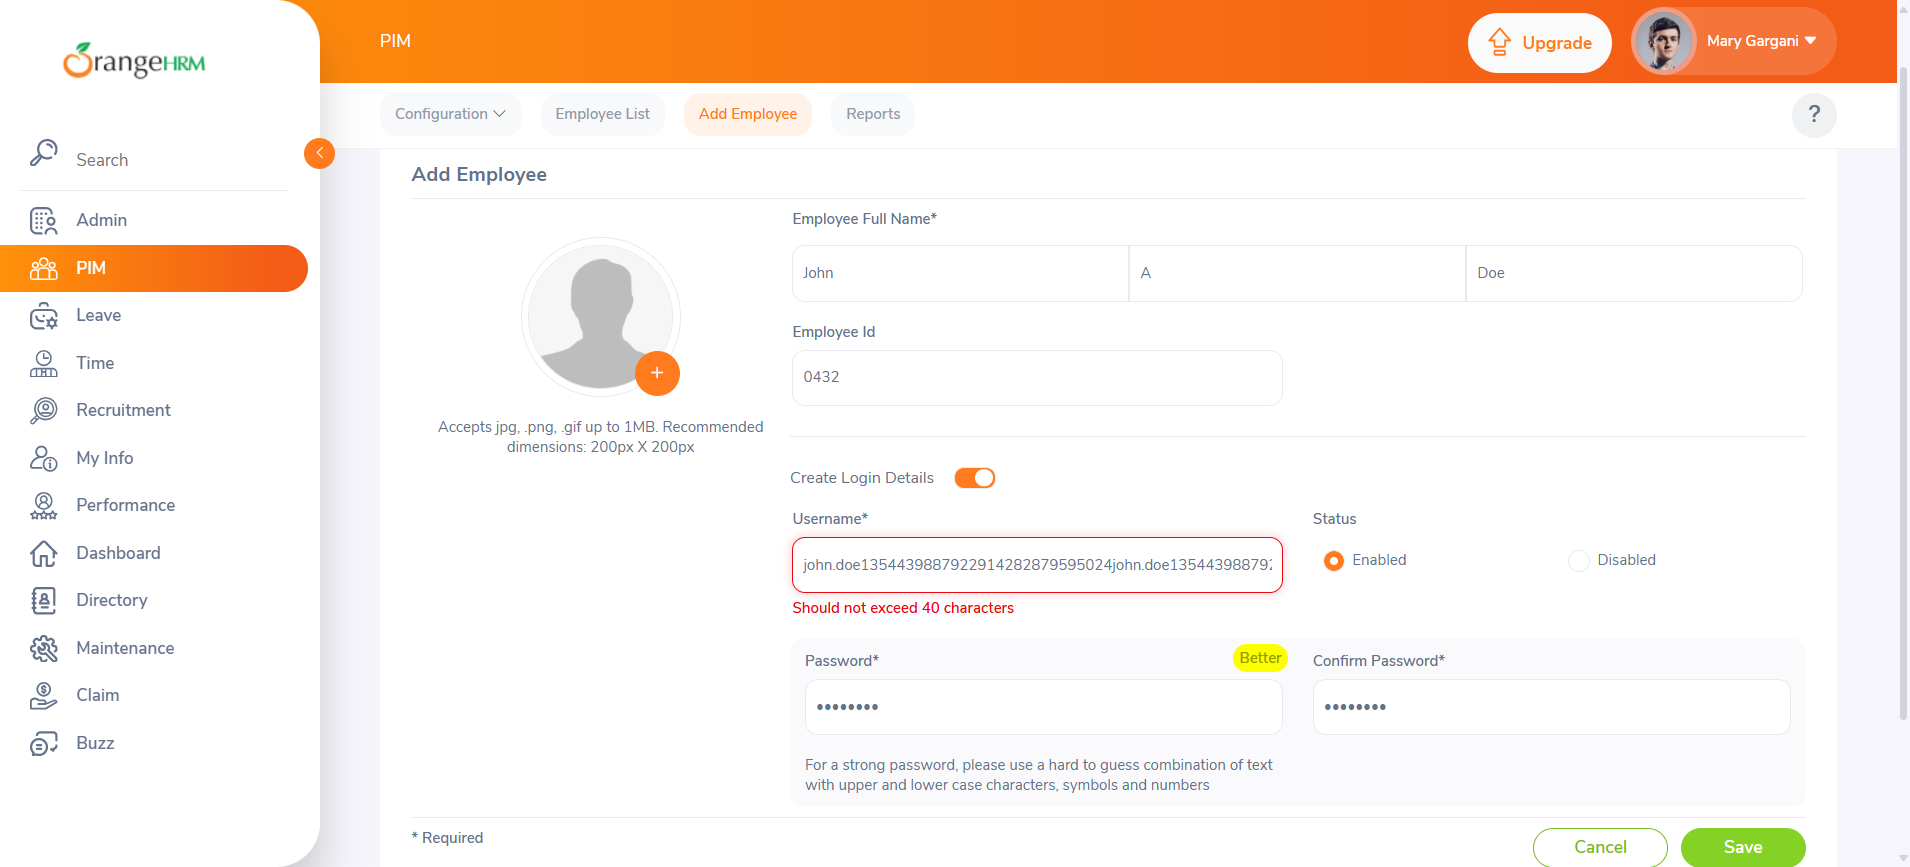 OrangeHRM
PIM
Upgrade
Mary Gargani
Configuration
Employee List
Add Employee
Reports
?
Search
Admin
PIM
Leave
Time
Recruitment
My Info
Performance
Dashboard
Directory
Maintenance
Claim
Buzz
Add Employee
Accepts jpg, .png, .gif up to 1MB. Recommended
dimensions: 200px X 200px
Employee Full Name*
John
A
Doe
Employee Id
0432
Create Login Details
Username*
john.doe1354439887922914282879595024john.doe135443988792
Should not exceed 40 characters
Status
Enabled
Disabled
Password*
Better
••••••••
Confirm Password*
••••••••
For a strong password, please use a hard to guess combination of text
with upper and lower case characters, symbols and numbers
* Required
Cancel
Save